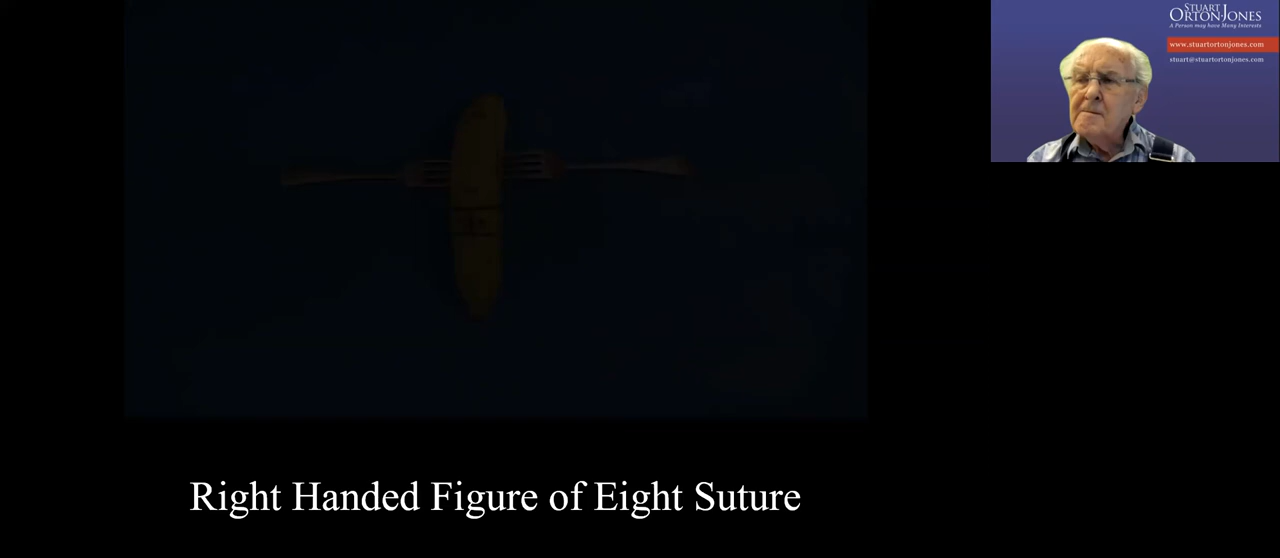 STUART
ORTON-JONES
A Person may have Many Interests
www.stuartortonjones.com
stuart@stuartortonjones.com
Right Handed Figure of Eight Suture